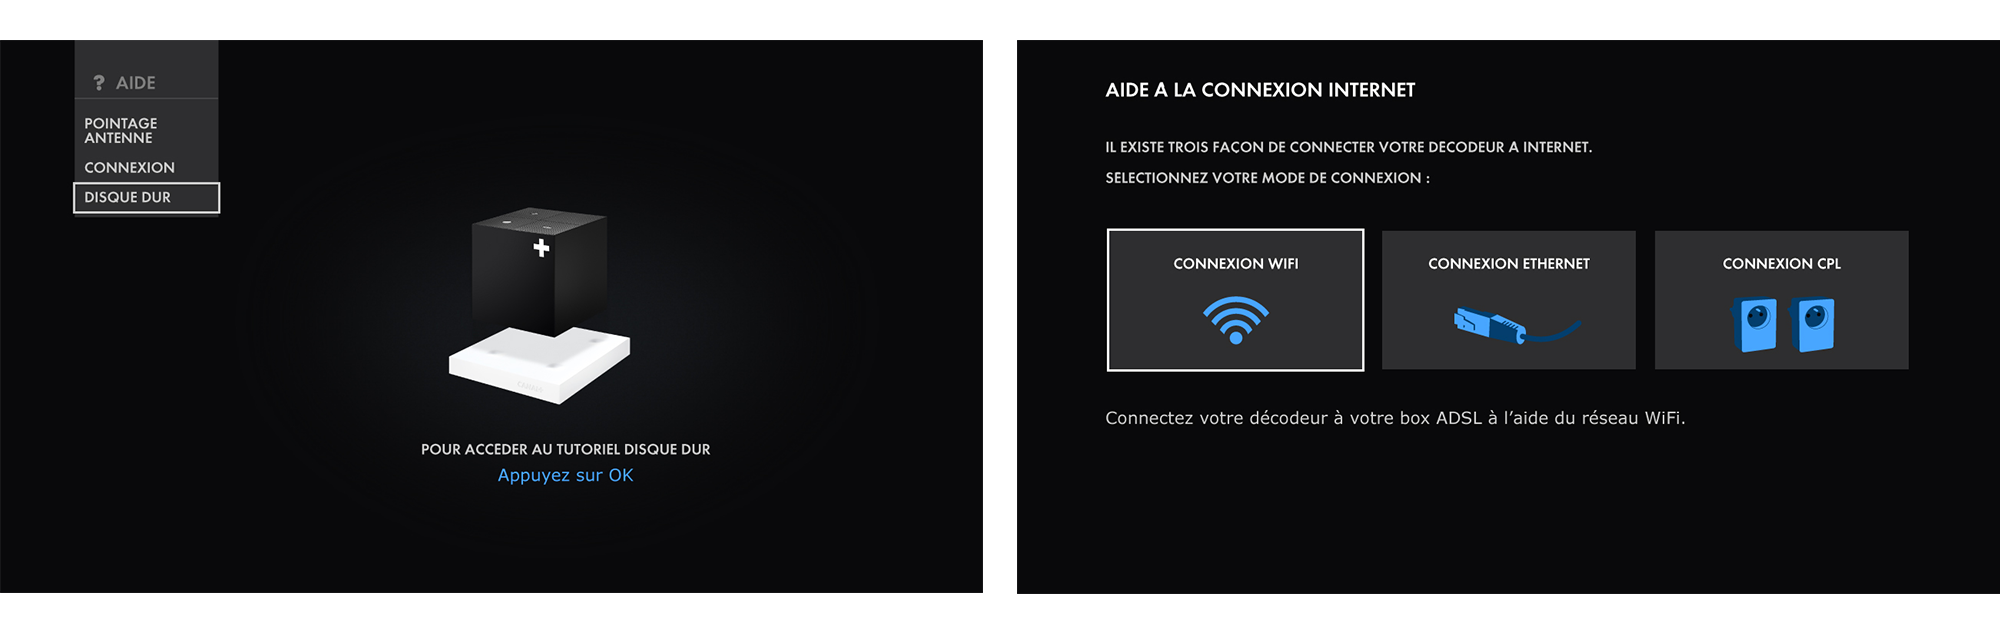 ? AIDE
POINTAGE
ANTENNE
CONNEXION
DISQUE DUR
POUR ACCÉDER AU TUTORIEL DISQUE DUR
Appuyez sur OK
AIDE A LA CONNEXION INTERNET
IL EXISTE TROIS FAÇON DE CONNECTER VOTRE DECODEUR A INTERNET.
SELECTIONNEZ VOTRE MODE DE CONNEXION :
CONNEXION WIFI
CONNEXION ETHERNET
CONNEXION CPL
Connectez votre décodeur à votre box ADSL à l’aide du réseau WiFi.